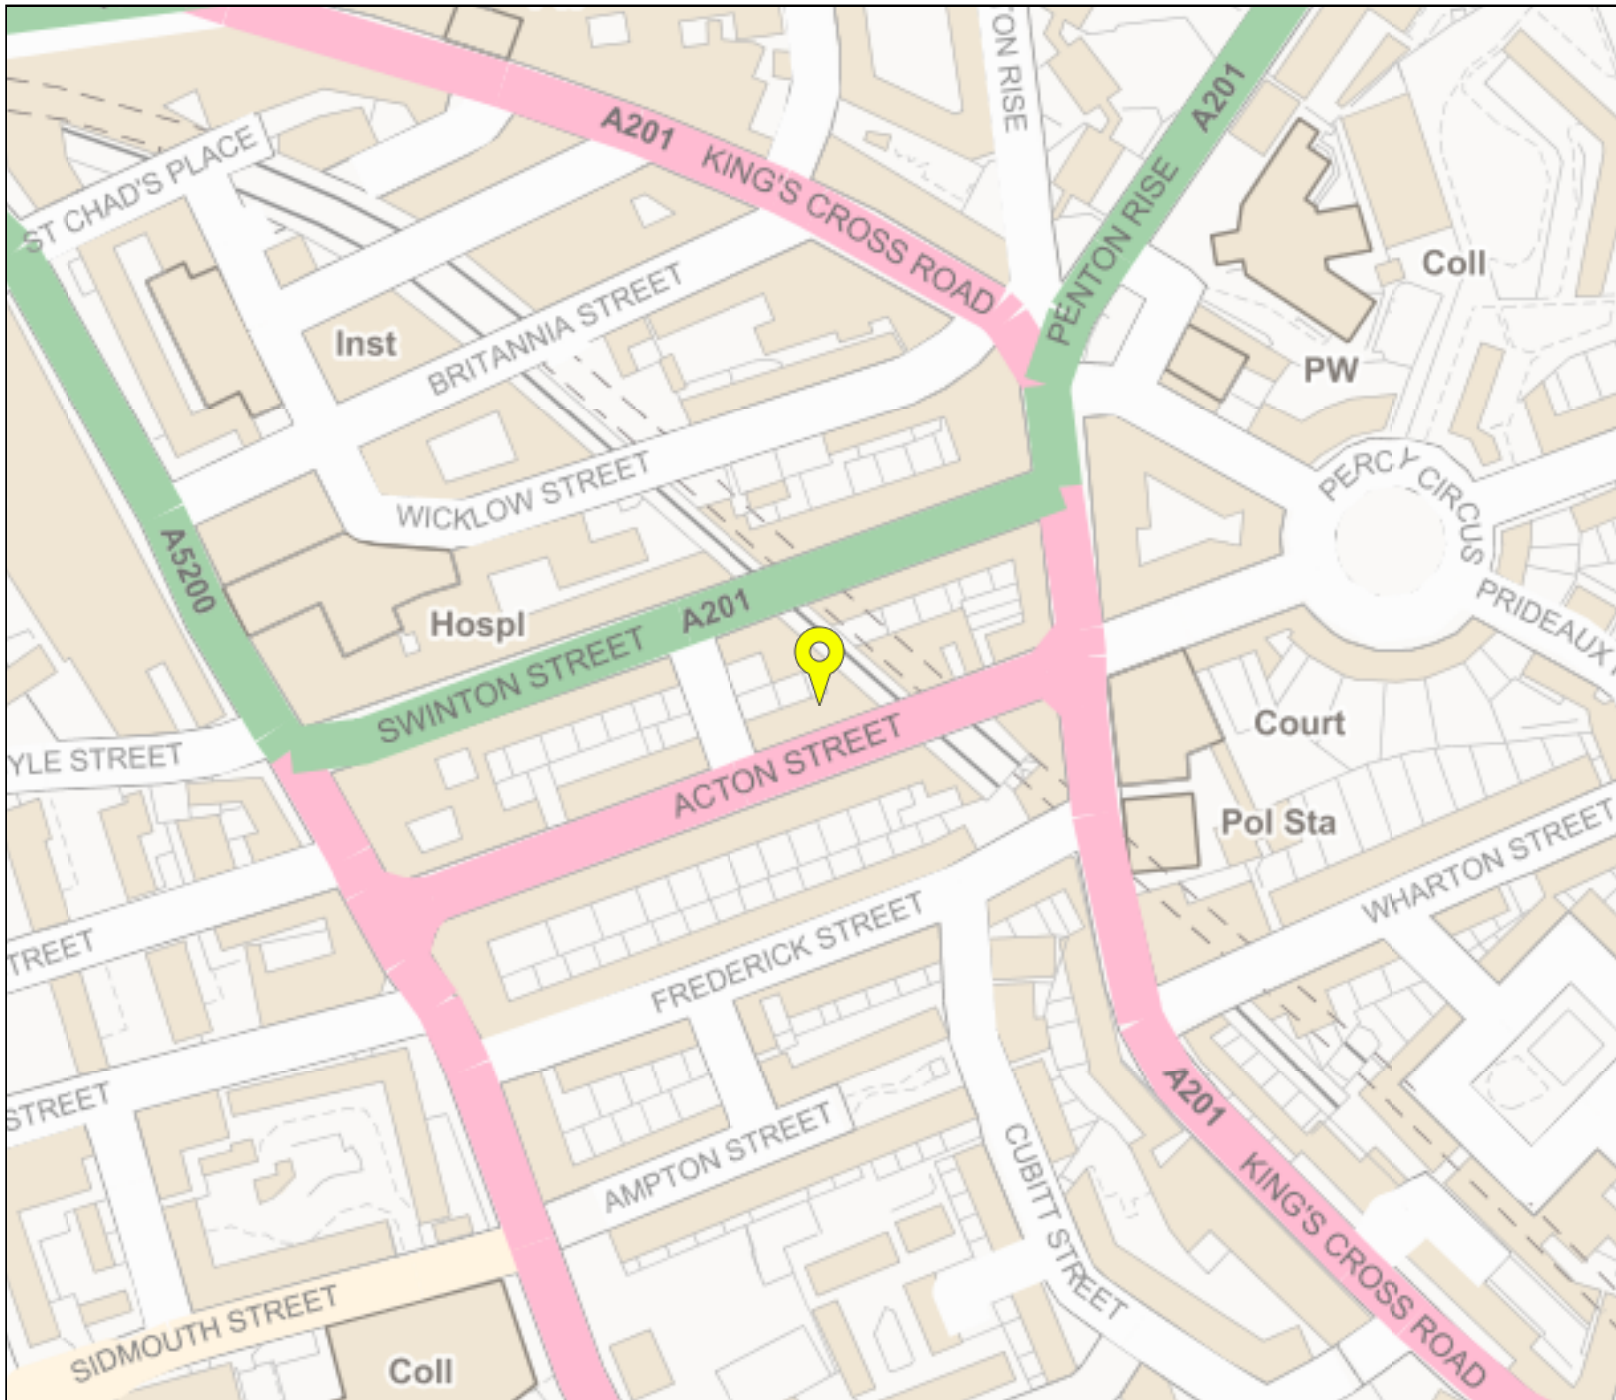 TON RISE
A201
A201
KING'S CROSS ROAD
ST CHAD'S PLACE
PENTON RISE
Coll
BRITANNIA STREET
Inst
PW
PERCY CIRCUS
WICKLOW STREET
A5200
A201
PRIDEAUX
Hospl
SWINTON STREET
Court
YLE STREET
ACTON STREET
Pol Sta
WHARTON STREET
TREET
FREDERICK STREET
STREET
A201
AMPTON STREET
CUBITT STREET
KING'S CROSS ROAD
SIDMOUTH STREET
Coll